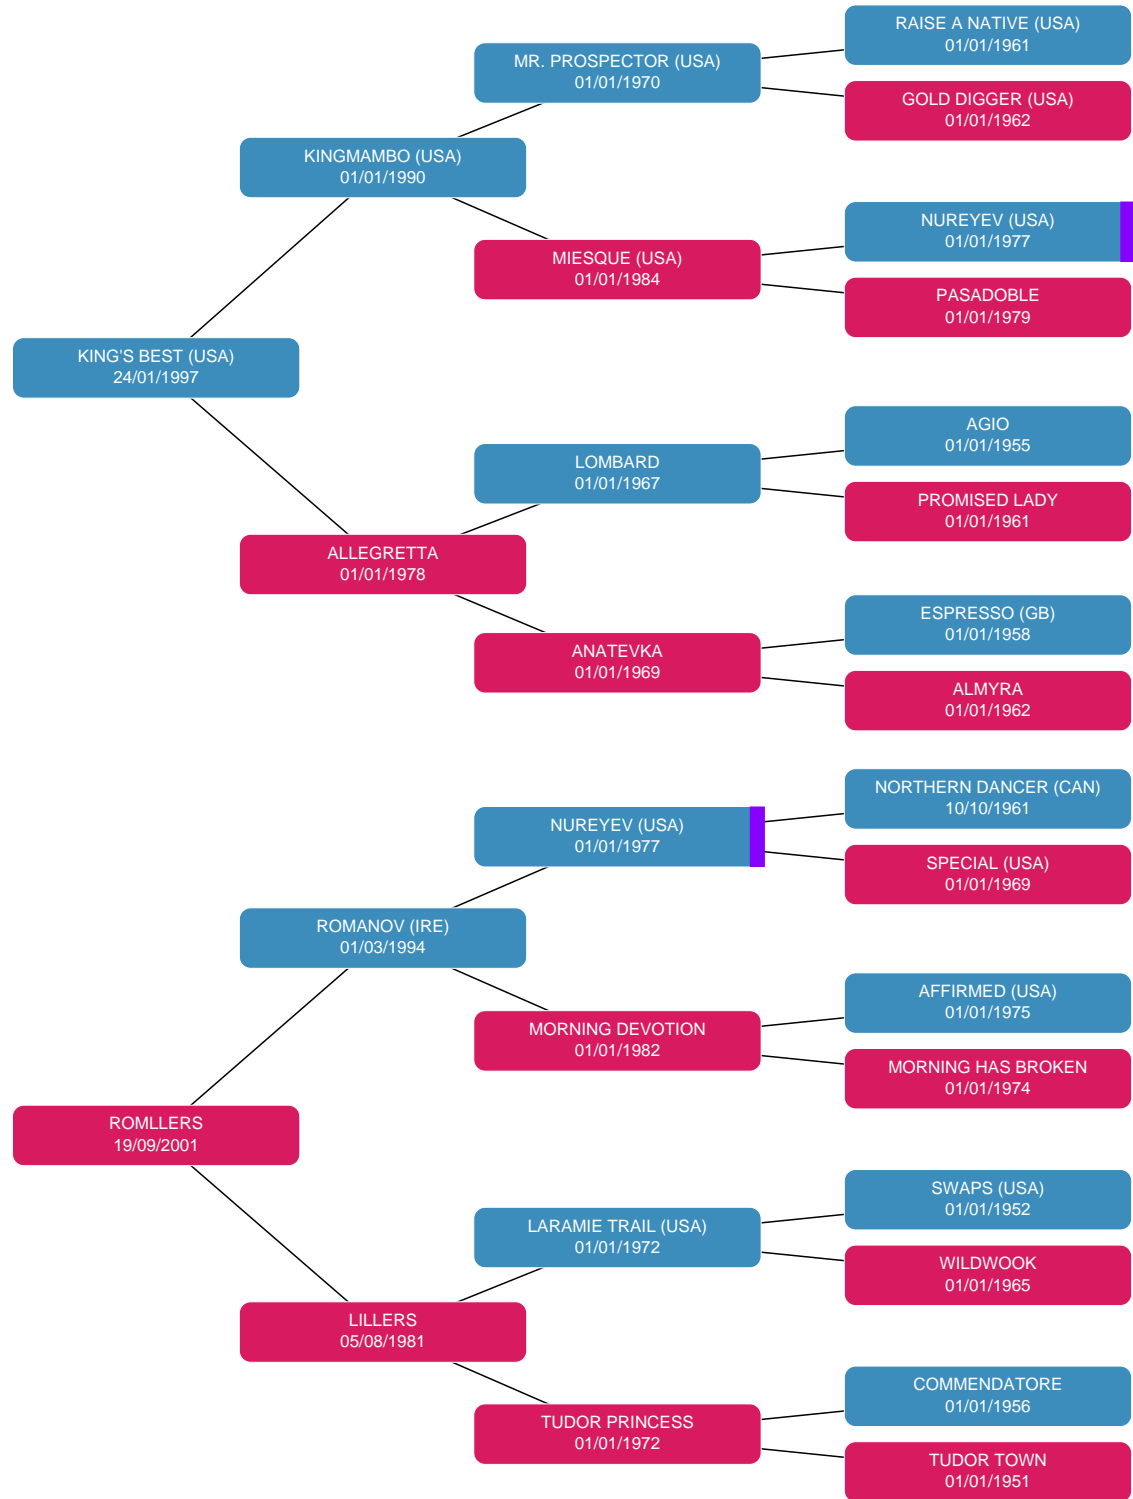 RAISE A NATIVE (USA)
01/01/1961
MR. PROSPECTOR (USA)
01/01/1970
GOLD DIGGER (USA)
01/01/1962
KINGMAMBO (USA)
01/01/1990
NUREYEV (USA)
01/01/1977
MIESQUE (USA)
01/01/1984
PASADOBLE
01/01/1979
KING'S BEST (USA)
24/01/1997
AGIO
01/01/1955
LOMBARD
01/01/1967
PROMISED LADY
01/01/1961
ALLEGRETTA
01/01/1978
ESPRESSO (GB)
01/01/1958
ANATEVKA
01/01/1969
ALMYRA
01/01/1962
NORTHERN DANCER (CAN)
10/10/1961
NUREYEV (USA)
01/01/1977
SPECIAL (USA)
01/01/1969
ROMANOV (IRE)
01/03/1994
AFFIRMED (USA)
01/01/1975
MORNING DEVOTION
01/01/1982
MORNING HAS BROKEN
01/01/1974
ROMLLERS
19/09/2001
SWAPS (USA)
01/01/1952
LARAMIE TRAIL (USA)
01/01/1972
WILDWOOK
01/01/1965
LILLERS
05/08/1981
COMMENDATORE
01/01/1956
TUDOR PRINCESS
01/01/1972
TUDOR TOWN
01/01/1951